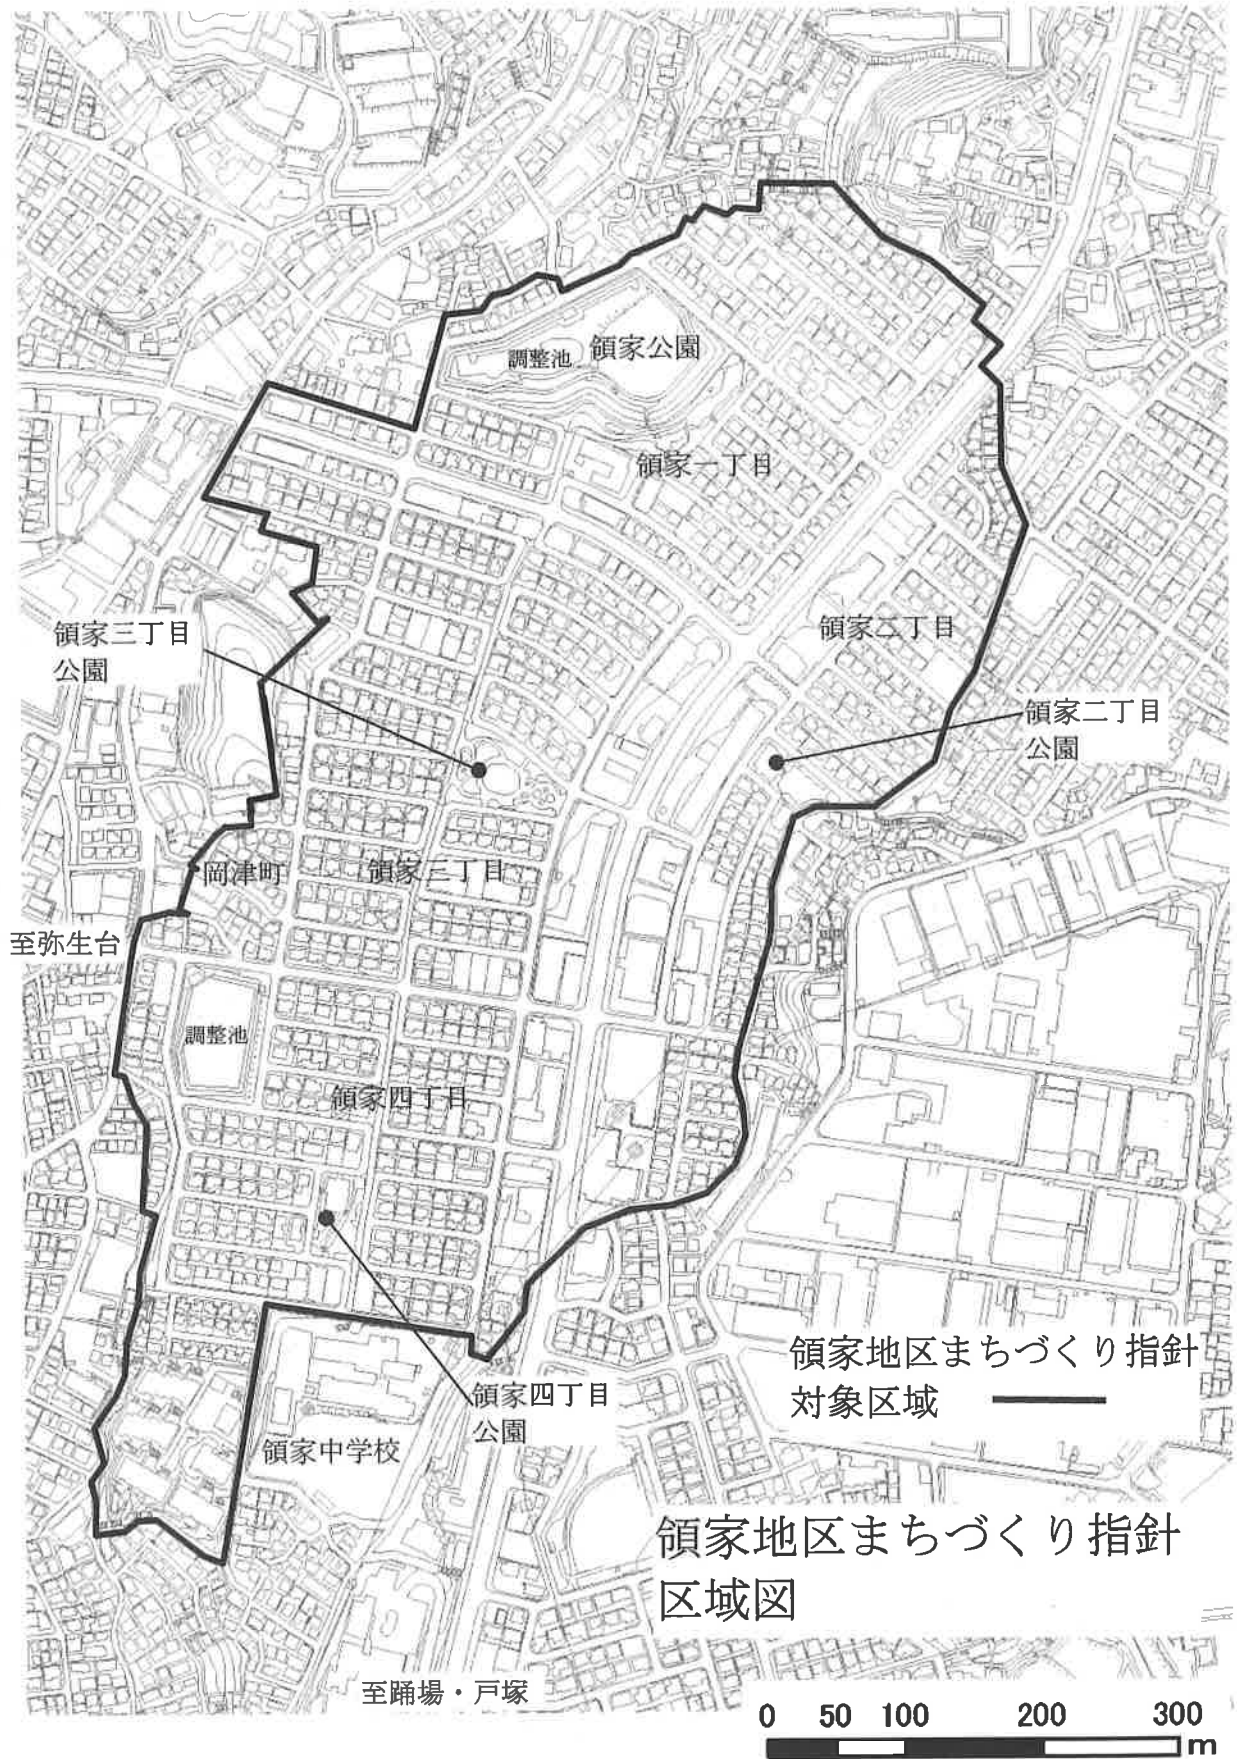 調整池
領家公園
領家一丁目
領家三丁目
公園
領家二丁目
領家二丁目
公園
岡津町
領家三丁目
至弥生台
調整池
領家四丁目
領家地区まちづくり指針
対象区域
領家四丁目
公園
領家中学校
領家地区まちづくり指針
区域図
至踊場・戸塚
0 50 100 200 300
m